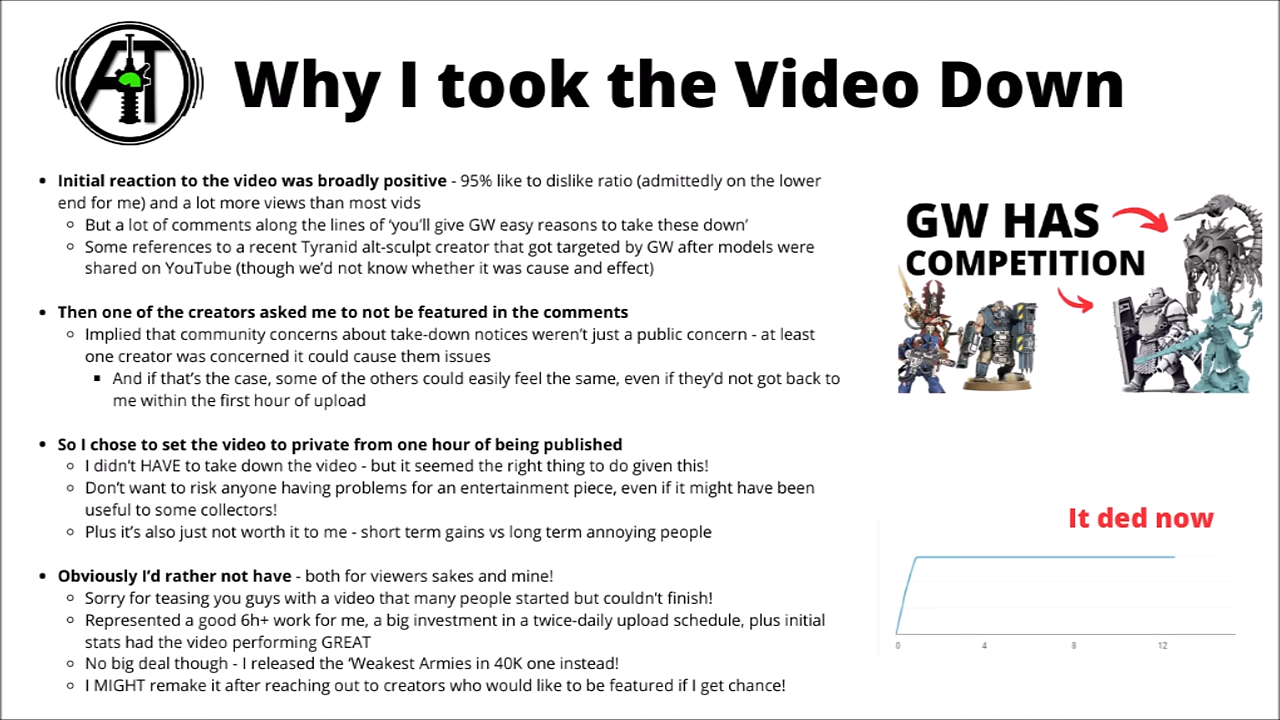 AT
Why I took the Video Down
• Initial reaction to the video was broadly positive - 95% like to dislike ratio (admittedly on the lower
end for me) and a lot more views than most vids
○ But a lot of comments along the lines of ‘you’ll give GW easy reasons to take these down’
○ Some references to a recent Tyranid alt-sculpt creator that got targeted by GW after models were
shared on YouTube (though we’d not know whether it was cause and effect)
• Then one of the creators asked me to not be featured in the comments
○ Implied that community concerns about take-down notices weren’t just a public concern - at least
one creator was concerned it could cause them issues
▪ And if that’s the case, some of the others could easily feel the same, even if they’d not got back to
me within the first hour of upload
• So I chose to set the video to private from one hour of being published
○ I didn’t HAVE to take down the video - but it seemed the right thing to do given this!
○ Don’t want to risk anyone having problems for an entertainment piece, even if it might have been
useful to some collectors!
○ Plus it’s also just not worth it to me - short term gains vs long term annoying people
• Obviously I’d rather not have - both for viewers sakes and mine!
○ Sorry for teasing you guys with a video that many people started but couldn’t finish!
○ Represented a good 6h+ work for me, a big investment in a twice-daily upload schedule, plus initial
stats had the video performing GREAT
○ No big deal though - I released the ‘Weakest Armies in 40K one instead!
○ I MIGHT remake it after reaching out to creators who would like to be featured if I get chance!
GW HAS
COMPETITION
It ded now
0 4 8 12